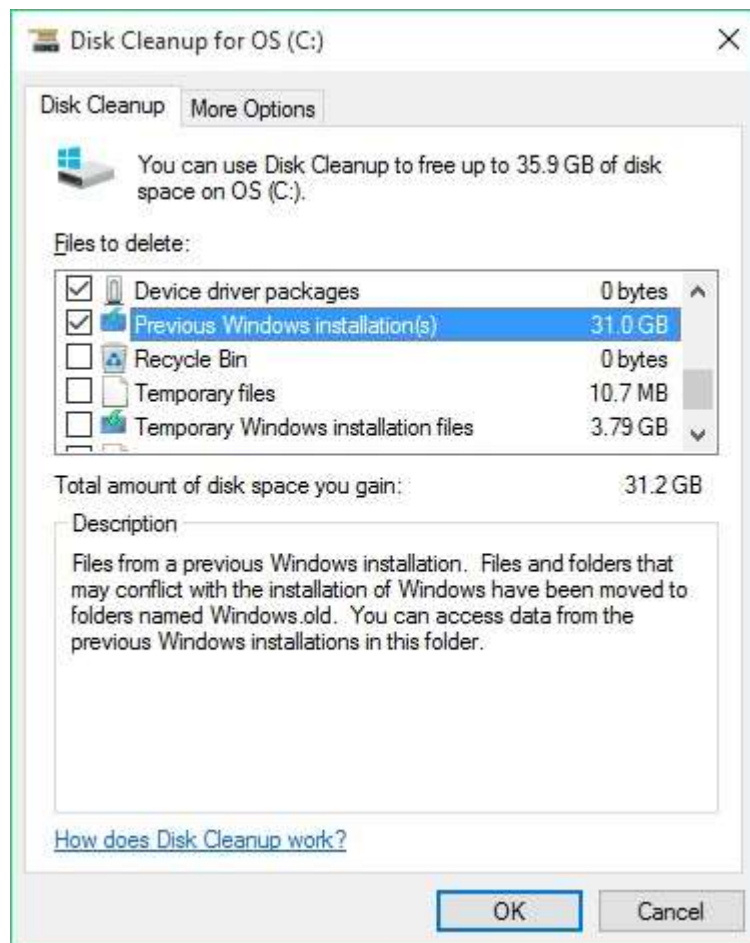 Disk Cleanup for OS (C:)
Disk Cleanup
More Options
You can use Disk Cleanup to free up to 35.9 GB of disk
space on OS (C:).
Files to delete:
Device driver packages 0 bytes
Previous Windows installation(s) 31.0 GB
Recycle Bin 0 bytes
Temporary files 10.7 MB
Temporary Windows installation files 3.79 GB
Total amount of disk space you gain: 31.2 GB
Description
Files from a previous Windows installation. Files and folders that
may conflict with the installation of Windows have been moved to
folders named Windows.old. You can access data from the
previous Windows installations in this folder.
How does Disk Cleanup work?
OK
Cancel